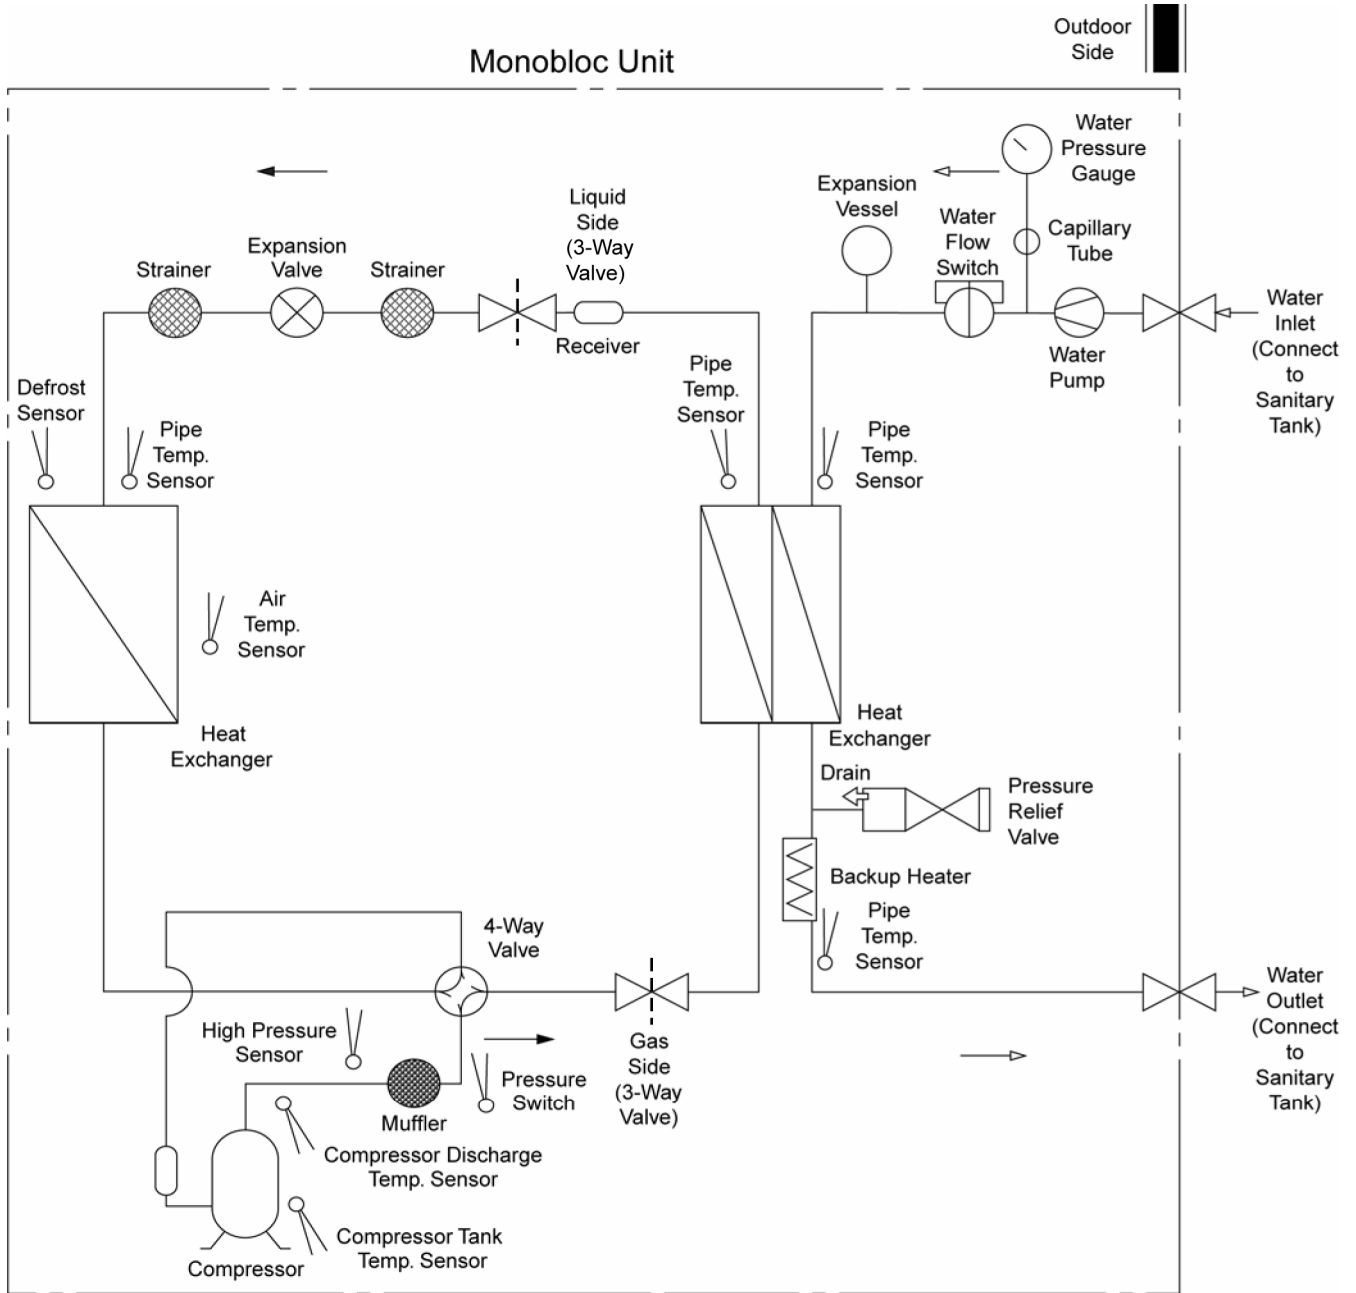 Outdoor
Side
Monobloc Unit
Water
Pressure
Gauge
Expansion
Vessel
Water
Flow
Switch
Capillary
Tube
Liquid
Side
(3-Way
Valve)
Strainer
Expansion
Valve
Strainer
Receiver
Water
Pump
Water
Inlet
(Connect
to
Sanitary
Tank)
Defrost
Sensor
Pipe
Temp.
Sensor
Pipe
Temp.
Sensor
Pipe
Temp.
Sensor
Air
Temp.
Sensor
Heat
Exchanger
Heat
Exchanger
Drain
Pressure
Relief
Valve
Backup Heater
Pipe
Temp.
Sensor
4-Way
Valve
Water
Outlet
(Connect
to
Sanitary
Tank)
High Pressure
Sensor
Pressure
Switch
Gas
Side
(3-Way
Valve)
Muffler
Compressor Discharge
Temp. Sensor
Compressor Tank
Temp. Sensor
Compressor